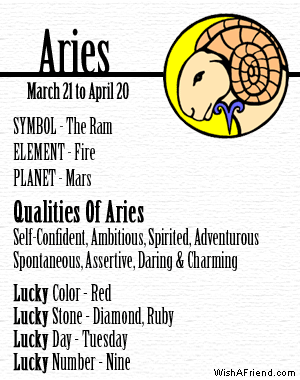 Aries
March 21 to April 20
SYMBOL - The Ram
ELEMENT - Fire
PLANET - Mars
Qualities Of Aries
Self-Confident, Ambitious, Spirited, Adventurous
Spontaneous, Assertive, Daring & Charming
Lucky Color - Red
Lucky Stone - Diamond, Ruby
Lucky Day - Tuesday
Lucky Number - Nine
WishAFriend.com